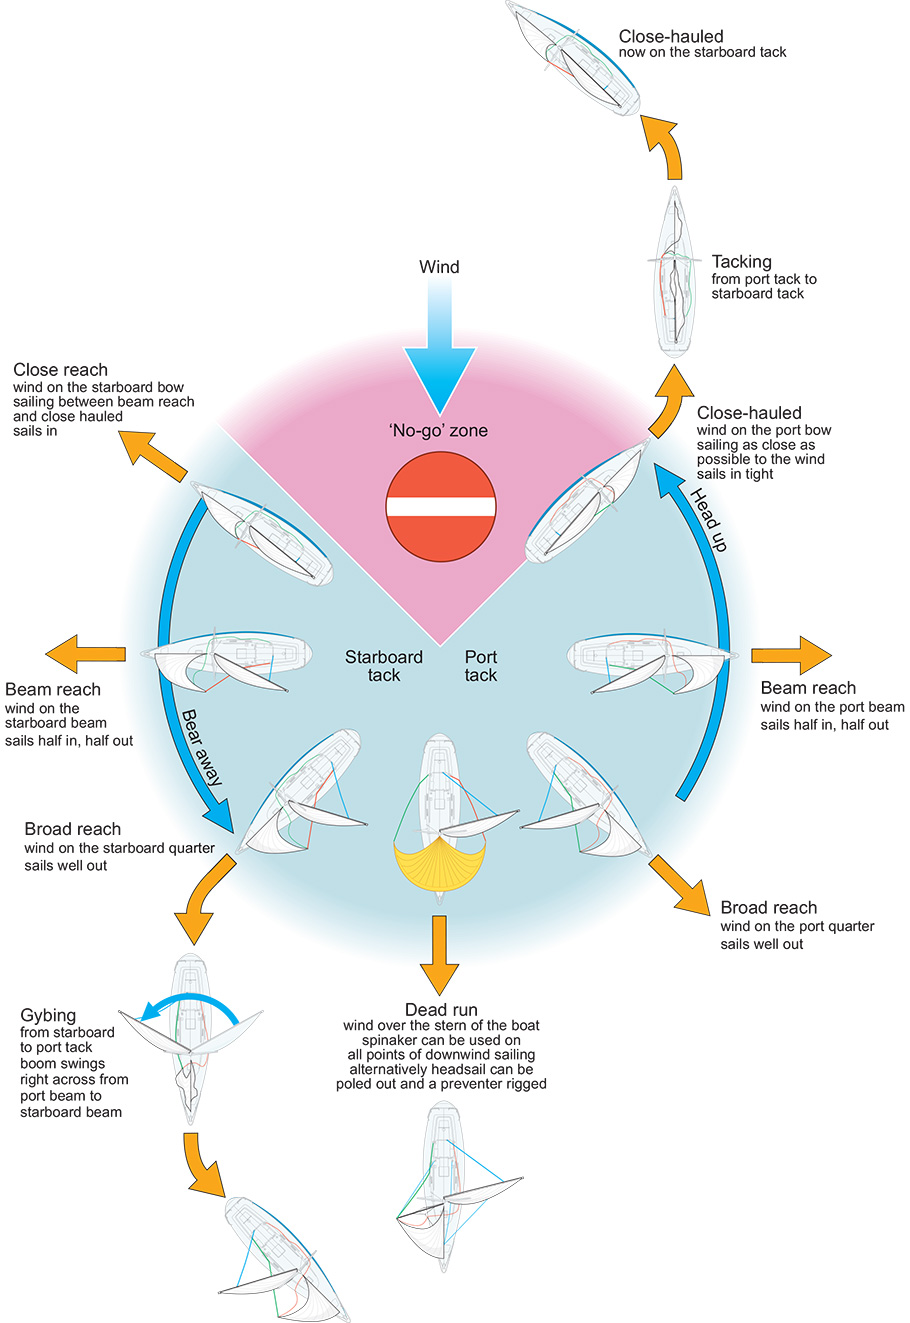 Close-hauled
now on the starboard tack
Tacking
from port tack to
starboard tack
Wind
Close reach
wind on the starboard bow
sailing between beam reach
and close hauled
sails in
'No-go' zone
Close-hauled
wind on the port bow
sailing as close as
possible to the wind
sails in tight
Head up
Starboard
tack
Port
tack
Beam reach
wind on the
starboard beam
sails half in, half out
Beam reach
wind on the port beam
sails half in, half out
Bear away
Broad reach
wind on the starboard quarter
sails well out
Broad reach
wind on the port quarter
sails well out
Dead run
wind over the stern of the boat
spinaker can be used on
all points of downwind sailing
alternatively headsail can be
poled out and a preventer rigged
Gybing
from starboard
to port tack
boom swings
right across from
port beam to
starboard beam